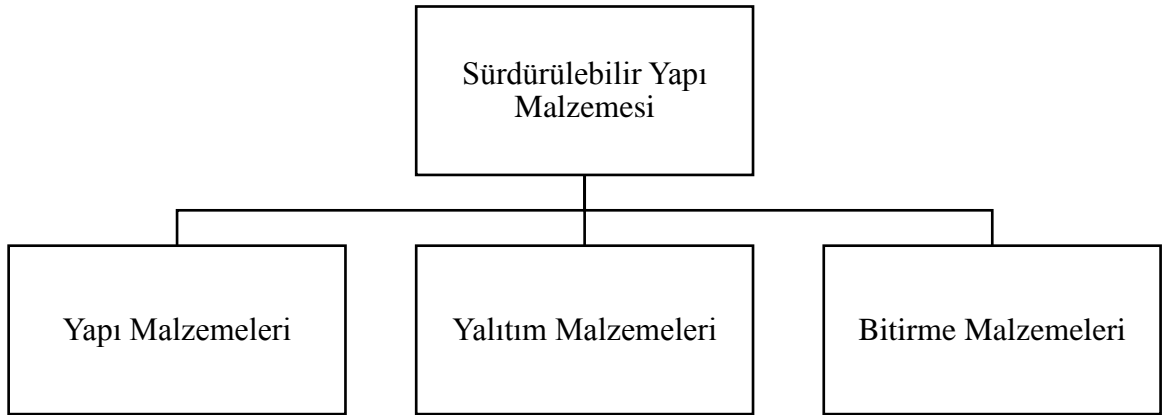 Sürdürülebilir Yapı
Malzemesi
Yapı Malzemeleri
Yalıtım Malzemeleri
Bitirme Malzemeleri